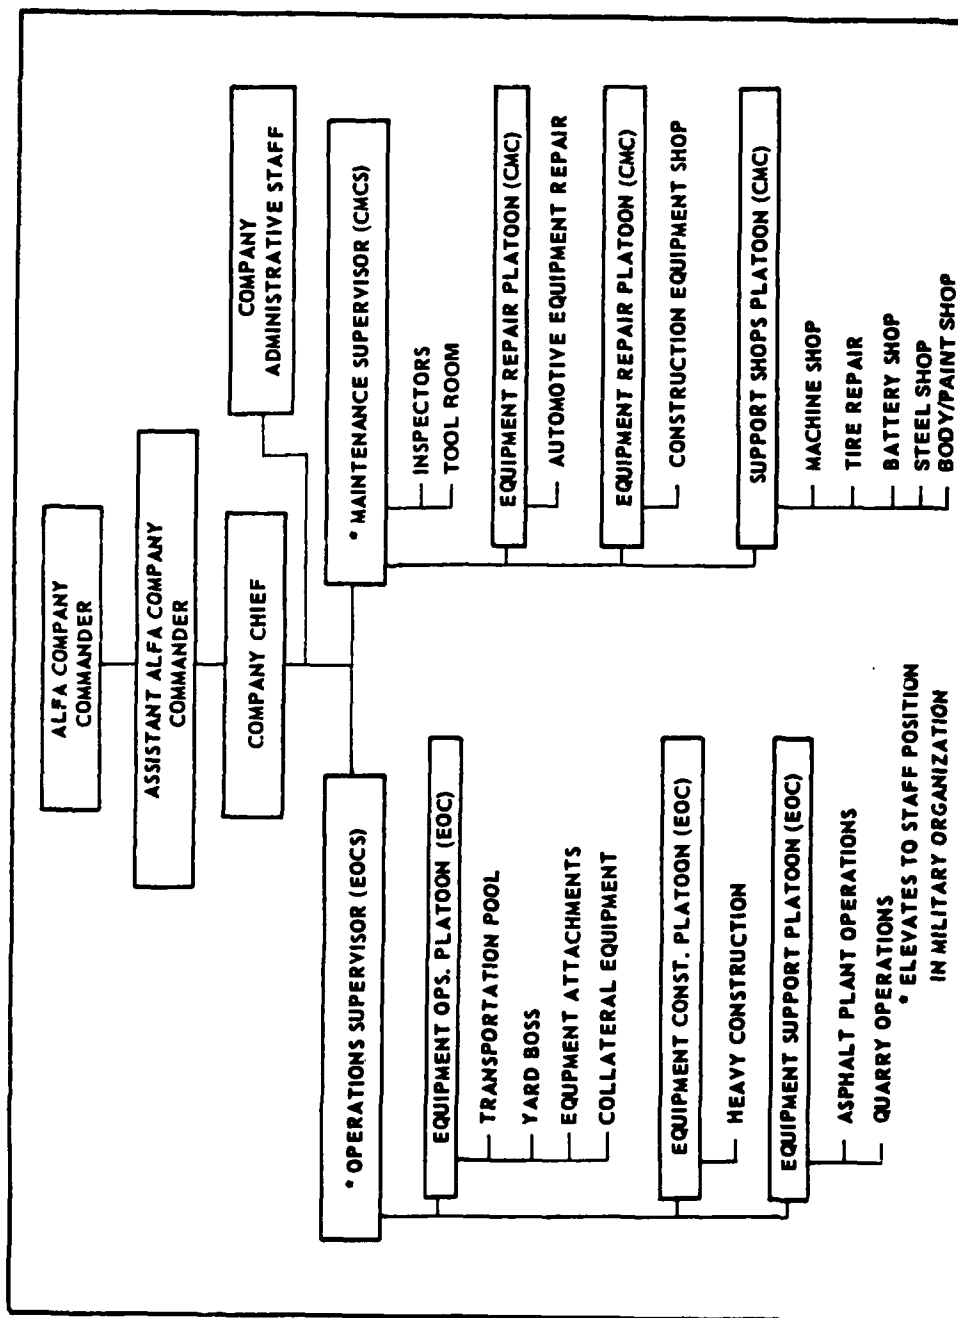 ALFA COMPANY
COMMANDER
ASSISTANT ALFA COMPANY
COMMANDER
COMPANY CHIEF
COMPANY
ADMINISTRATIVE STAFF
* OPERATIONS SUPERVISOR (EOCS)
EQUIPMENT OPS. PLATOON (EOC)
TRANSPORTATION POOL
YARD BOSS
EQUPMENT ATTACHMENTS
COLLATERAL EQUIPMENT
EQUIPMENT CONST. PLATOON (EOC)
HEAVY CONSTRUCTION
EQUIPMENT SUPPORT PLATOON (EOC)
ASPHALT PLANT OPERATIONS
QUARRY OPERATIONS
* MAINTENANCE SUPERVISOR (CMCS)
INSPECTORS
TOOL ROOM
EQUIPMENT REPAIR PLATOON (CMC)
AUTOMOTIVE EQUIPMENT REPAIR
EQUIPMENT REPAIR PLATOON (CMC)
CONSTRUCTION EQUIPMENT SHOP
SUPPORT SHOPS PLATOON (CMC)
MACHINE SHOP
TIRE REPAIR
BATTERY SHOP
STEEL SHOP
BODY/PAINT SHOP
* ELEVATES TO STAFF POSITION
IN MILITARY ORGANIZATION